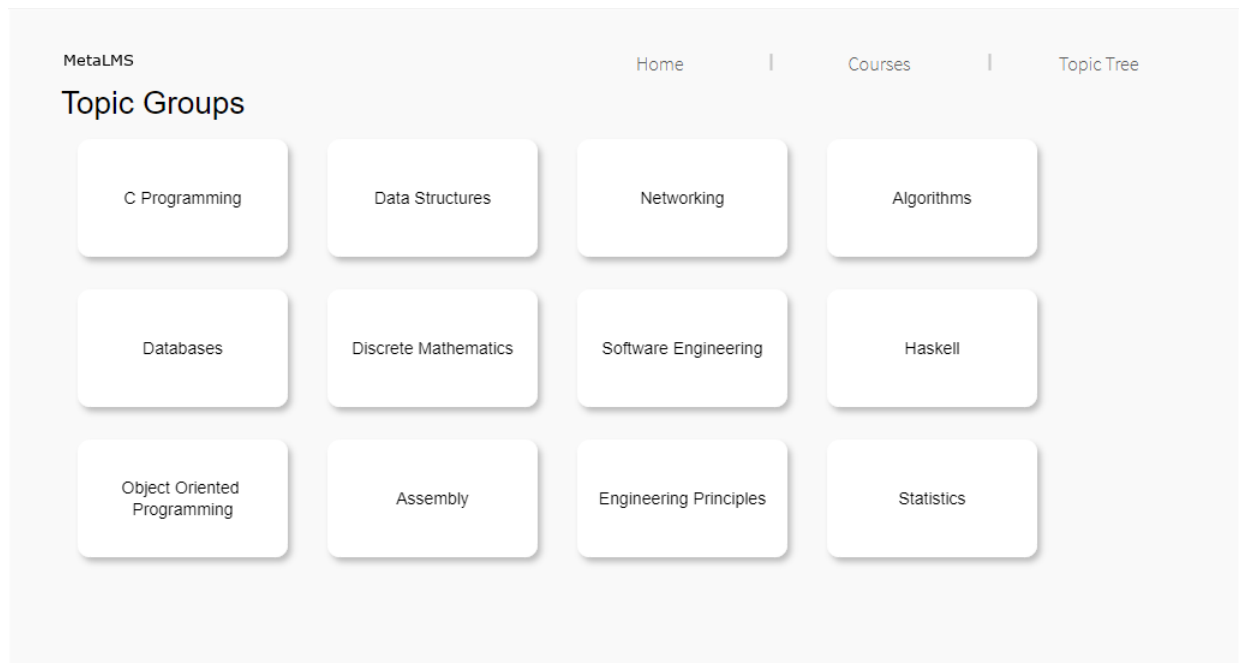 MetaLMS
Home
Courses
Topic Tree
Topic Groups
C Programming
Data Structures
Networking
Algorithms
Databases
Discrete Mathematics
Software Engineering
Haskell
Object Oriented
Programming
Assembly
Engineering Principles
Statistics